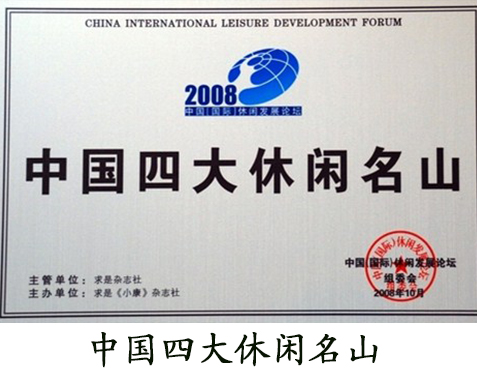 CHINA INTERNATIONAL LEISURE DEVELOPMENT FORUM
2008
中国(国际)休闲发展论坛
中国四大休闲名山
中国(国际)休闲发展论坛
组委会
2008年10月
主管单位：求是杂志社
主办单位：求是《小康》杂志社
中国四大休闲名山